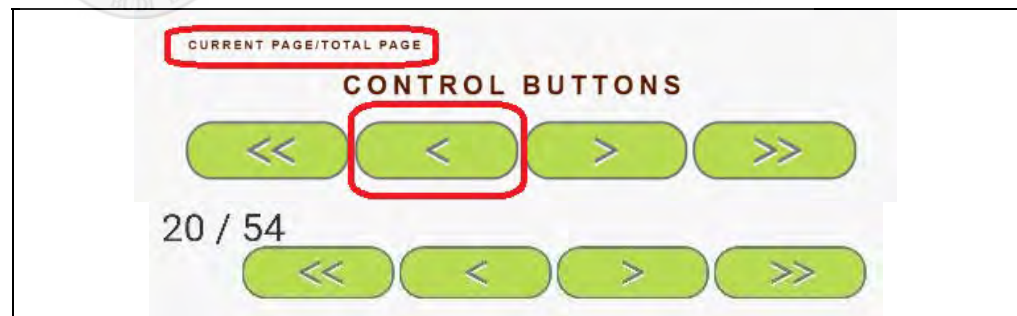 CURRENT PAGE/TOTAL PAGE
CONTROL BUTTONS
<< < > >>
20 / 54
<< < > >>